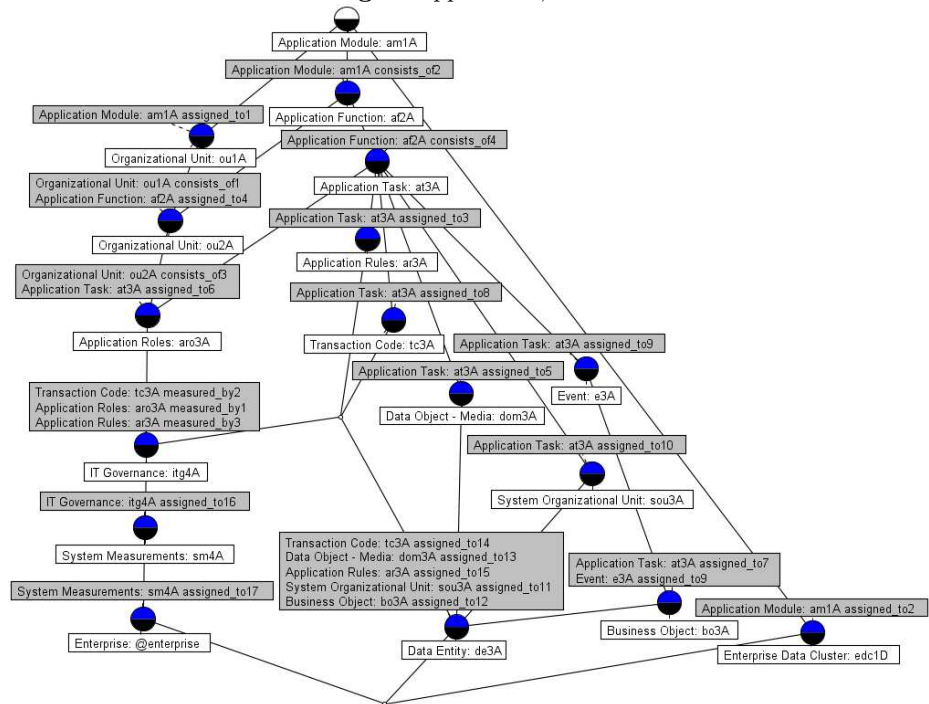 Application Module: am1A
Application Module: am1A consists_of2
Application Module: am1A assigned_to1
Application Function: af2A
Application Function: af2A consists_of4
Organizational Unit: ou1A
Organizational Unit: ou1A consists_of1
Application Function: af2A assigned_to4
Application Task: at3A
Application Task: at3A assigned_to3
Organizational Unit: ou2A
Application Rules: ar3A
Organizational Unit: ou2A consists_of3
Application Task: at3A assigned_to6
Application Task: at3A assigned_to8
Application Roles: aro3A
Transaction Code: tc3A
Application Task: at3A assigned_to9
Application Task: at3A assigned_to5
Event: e3A
Transaction Code: tc3A measured_by2
Application Roles: aro3A measured_by1
Application Rules: ar3A measured_by3
Data Object - Media: dom3A
Application Task: at3A assigned_to10
IT Governance: itg4A
IT Governance: itg4A assigned_to16
System Organizational Unit: sou3A
System Measurements: sm4A
Transaction Code: tc3A assigned_to14
Data Object - Media: dom3A assigned_to13
Application Rules: ar3A assigned_to15
System Organizational Unit: sou3A assigned_to11
Business Object: bo3A assigned_to12
Application Task: at3A assigned_to7
Event: e3A assigned_to9
System Measurements: sm4A assigned_to17
Application Module: am1A assigned_to2
Enterprise: @enterprise
Data Entity: de3A
Business Object: bo3A
Enterprise Data Cluster: edc1D